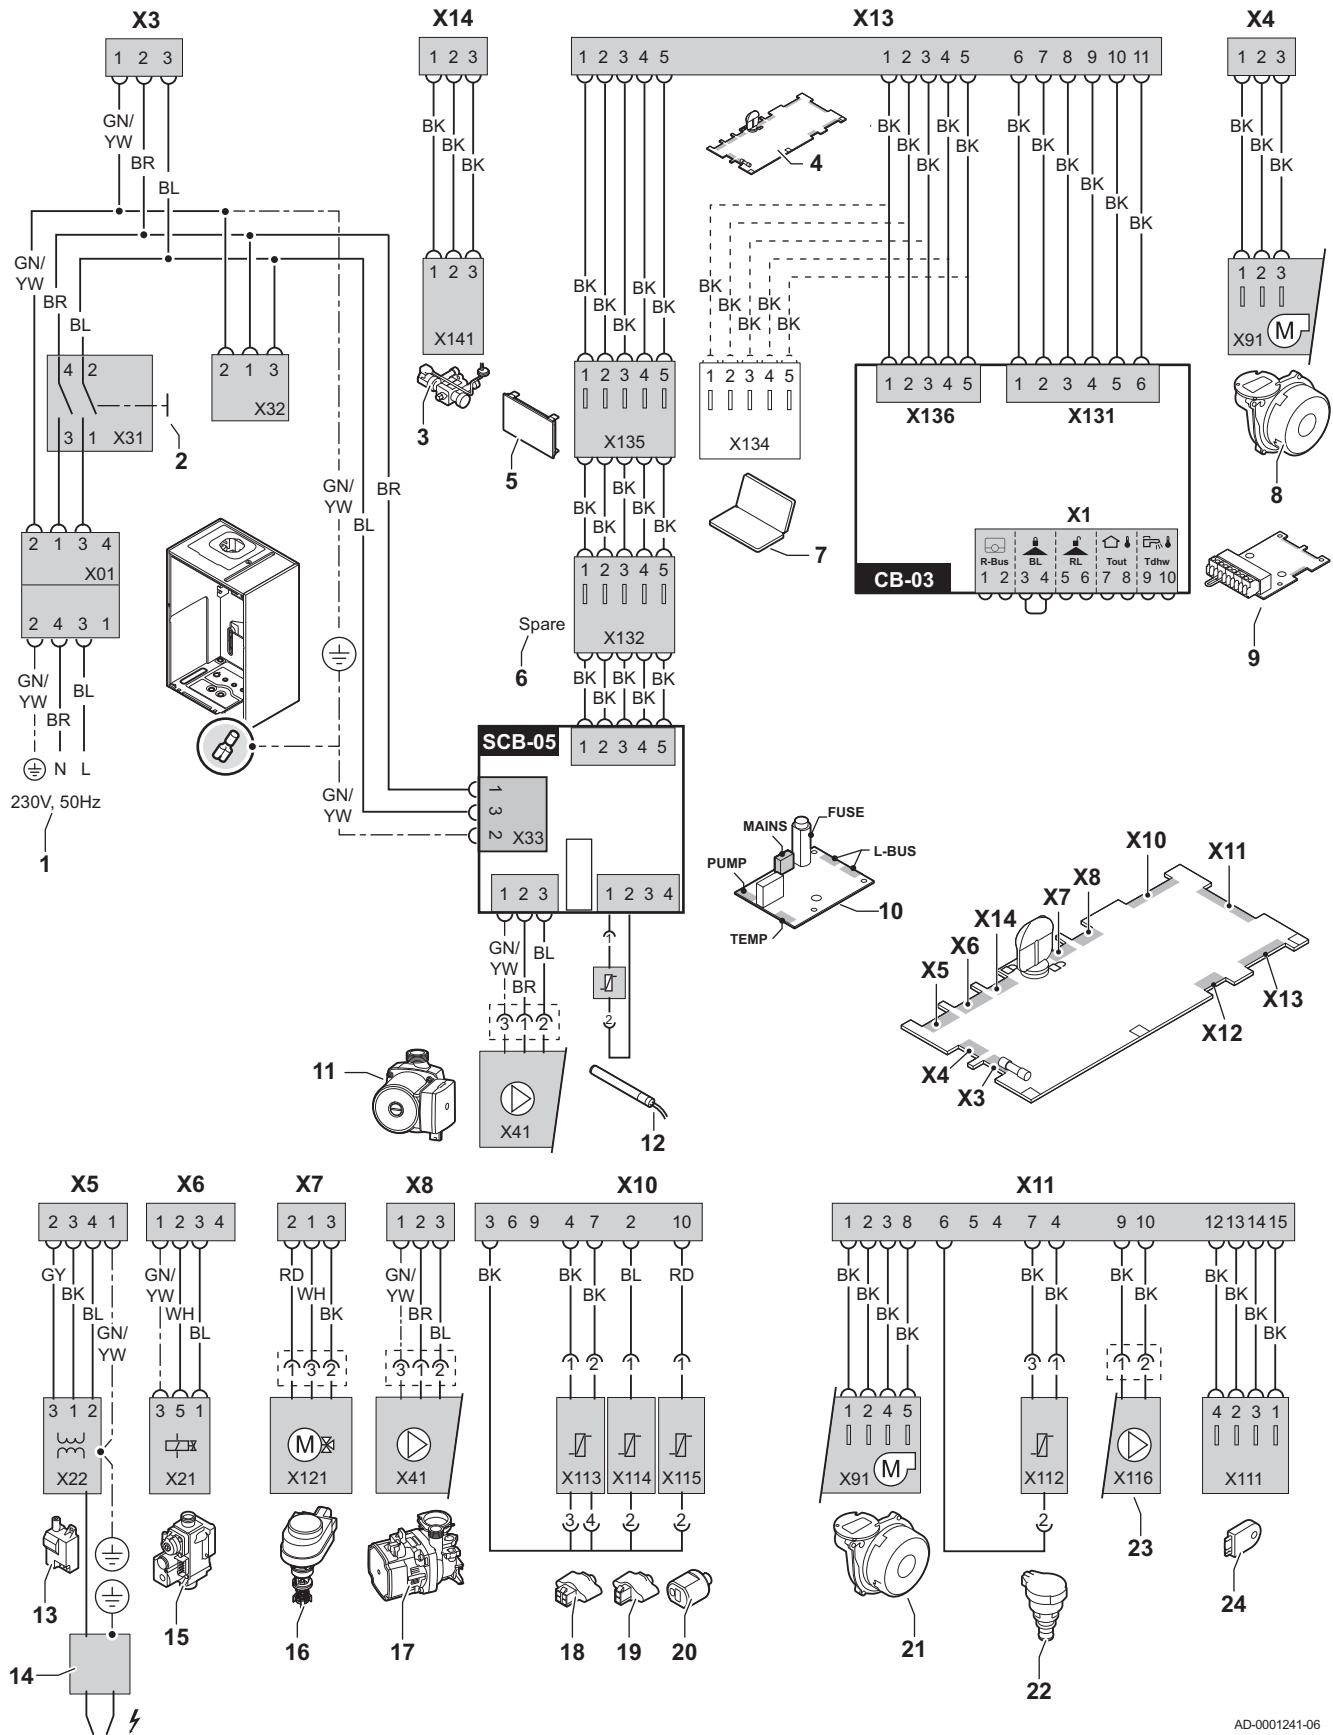 X3 X14 X13 X4
1 2 3
1 2 3
1 2 3 4 5 1 2 3 4 5 6 7 8 9 10 11
1 2 3
GN/
YW
BR
BL
BK
BK
BK
4
BK
BK
BK
BK
BK
BK
BK
BK
BK
BK
BK
BK
BK
BK
GN/
YW
BR
BL
4 2
3 1 X31
2
2 1 3
X32
1 2 3
X141
3
5
BK
BK
BK
BK
BK
1 2 3 4 5
X135
BK
BK
BK
BK
BK
1 2 3 4 5
X132
Spare
6
BK
BK
BK
BK
BK
BK
BK
BK
BK
BK
1 2 3 4 5
X134
7
1 2 3 4 5
X136
1 2 3 4 5 6
X131
X1
R-Bus BL RL Tout Tdhw
1 2 3 4 5 6 7 8 9 10
CB-03
1 2 3
X91 M
8
9
2 1 3 4
X01
2 4 3 1
GN/
YW
BR
BL
N L
230V, 50Hz
1
GN/
YW
BL
BR
GN/
YW
SCB-05
1 2 3 4 5
1
3
2
X33
1 2 3
1 2 3 4
GN/
YW
BR
BL
3 1 2
X41
11
1
2
12
MAINS
FUSE
PUMP
L-BUS
TEMP
10
X10
X11
X8
X7
X14
X6
X5
X13
X12
X4
X3
X5 X6 X7 X8 X10 X11
2 3 4 1
1 2 3 4
2 1 3
1 2 3
3 6 9 4 7 2 10
1 2 3 8 6 5 4 7 4 9 10 12 13 14 15
GY
BK
BL
GN/
YW
GN/
YW
WH
BL
RD
WH
BK
GN/
YW
BR
BL
BK
BK
BK
BL
RD
BK
BK
BK
BK
BK
BK
BK
BK
BK
BK
BK
BK
3 1 2
X22
3 5 1
X21
1 3 2
M
X121
3 1 2
X41
1 2
X113
3 4
1
X114
2
1
X115
2
1 2 4 5
X91 M
3 1
X112
2
1 2
X116
4 2 3 1
X111
13
14
15
16
17
18
19
20
21
22
23
24
AD-0001241-06